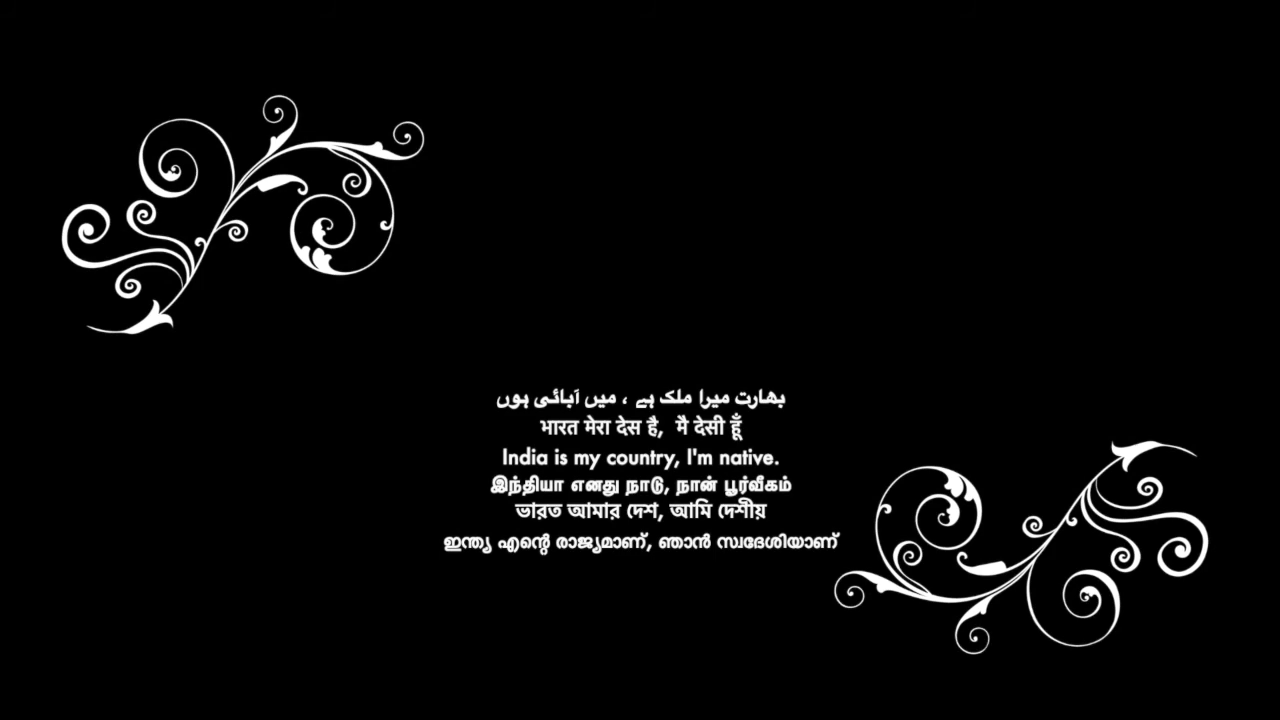 بھارت میرا ملک ہے ، میں آبائی ہوں
भारत मेरा देस है, मै देसी हूँ
India is my country, I'm native.
இந்தியா எனது நாடு, நான் பூர்வீகம்
ভারত আমার দেশ, আমি দেশীয়
ഇന്ത്യ എന്റെ രാജ്യമാണ്, ഞാൻ സ്വദേശിയാണ്